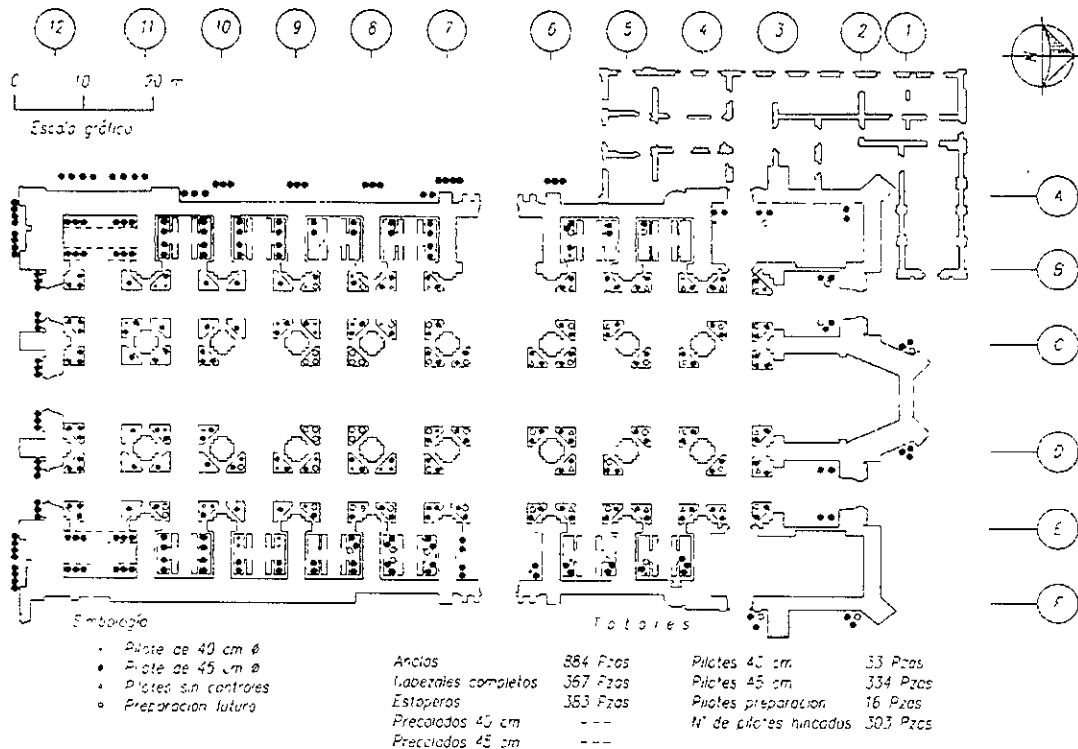 12 11 10 9 8 7 6 5 4 3 2 1
0 10 20 m
Escala gráfica
N
A
B
C
D
E
F
Simbología
Pilote de 40 cm ø
Pilote de 45 cm ø
Pilotes sin controles
Preparación futura
Totales
Anclas 884 Pzas
Cabezales completos 367 Pzas
Estoperos 383 Pzas
Precolados 40 cm ---
Precolados 45 cm ---
Pilotes 40 cm 33 Pzas
Pilotes 45 cm 334 Pzas
Pilotes preparación 16 Pzas
N° de pilotes hincados 303 Pzas